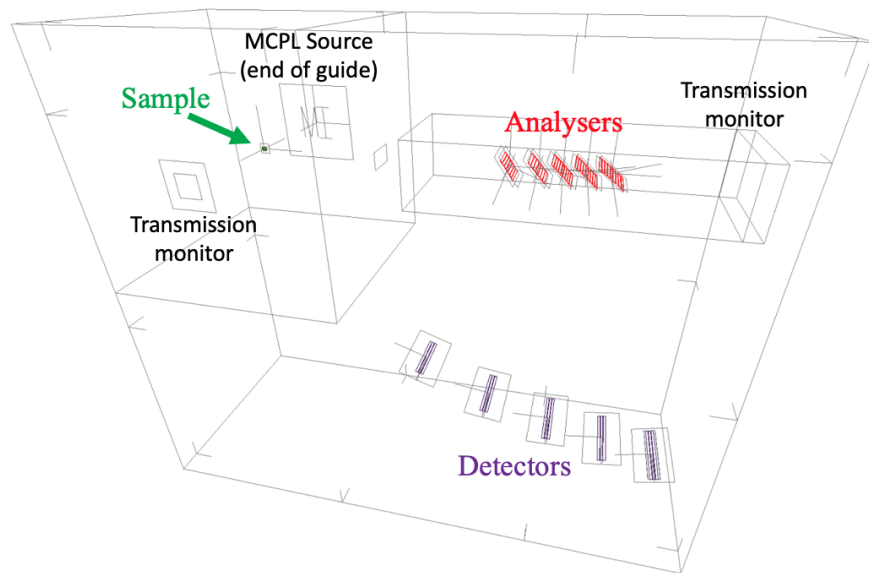 MCPL Source
(end of guide)
Sample
Analysers
Transmission
monitor
Transmission
monitor
Detectors